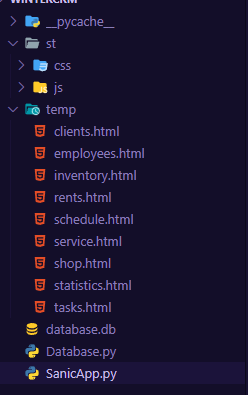 WINTERCRM
__pycache__
st
css
js
temp
clients.html
employees.html
inventory.html
rents.html
schedule.html
service.html
shop.html
statistics.html
tasks.html
database.db
Database.py
SanicApp.py